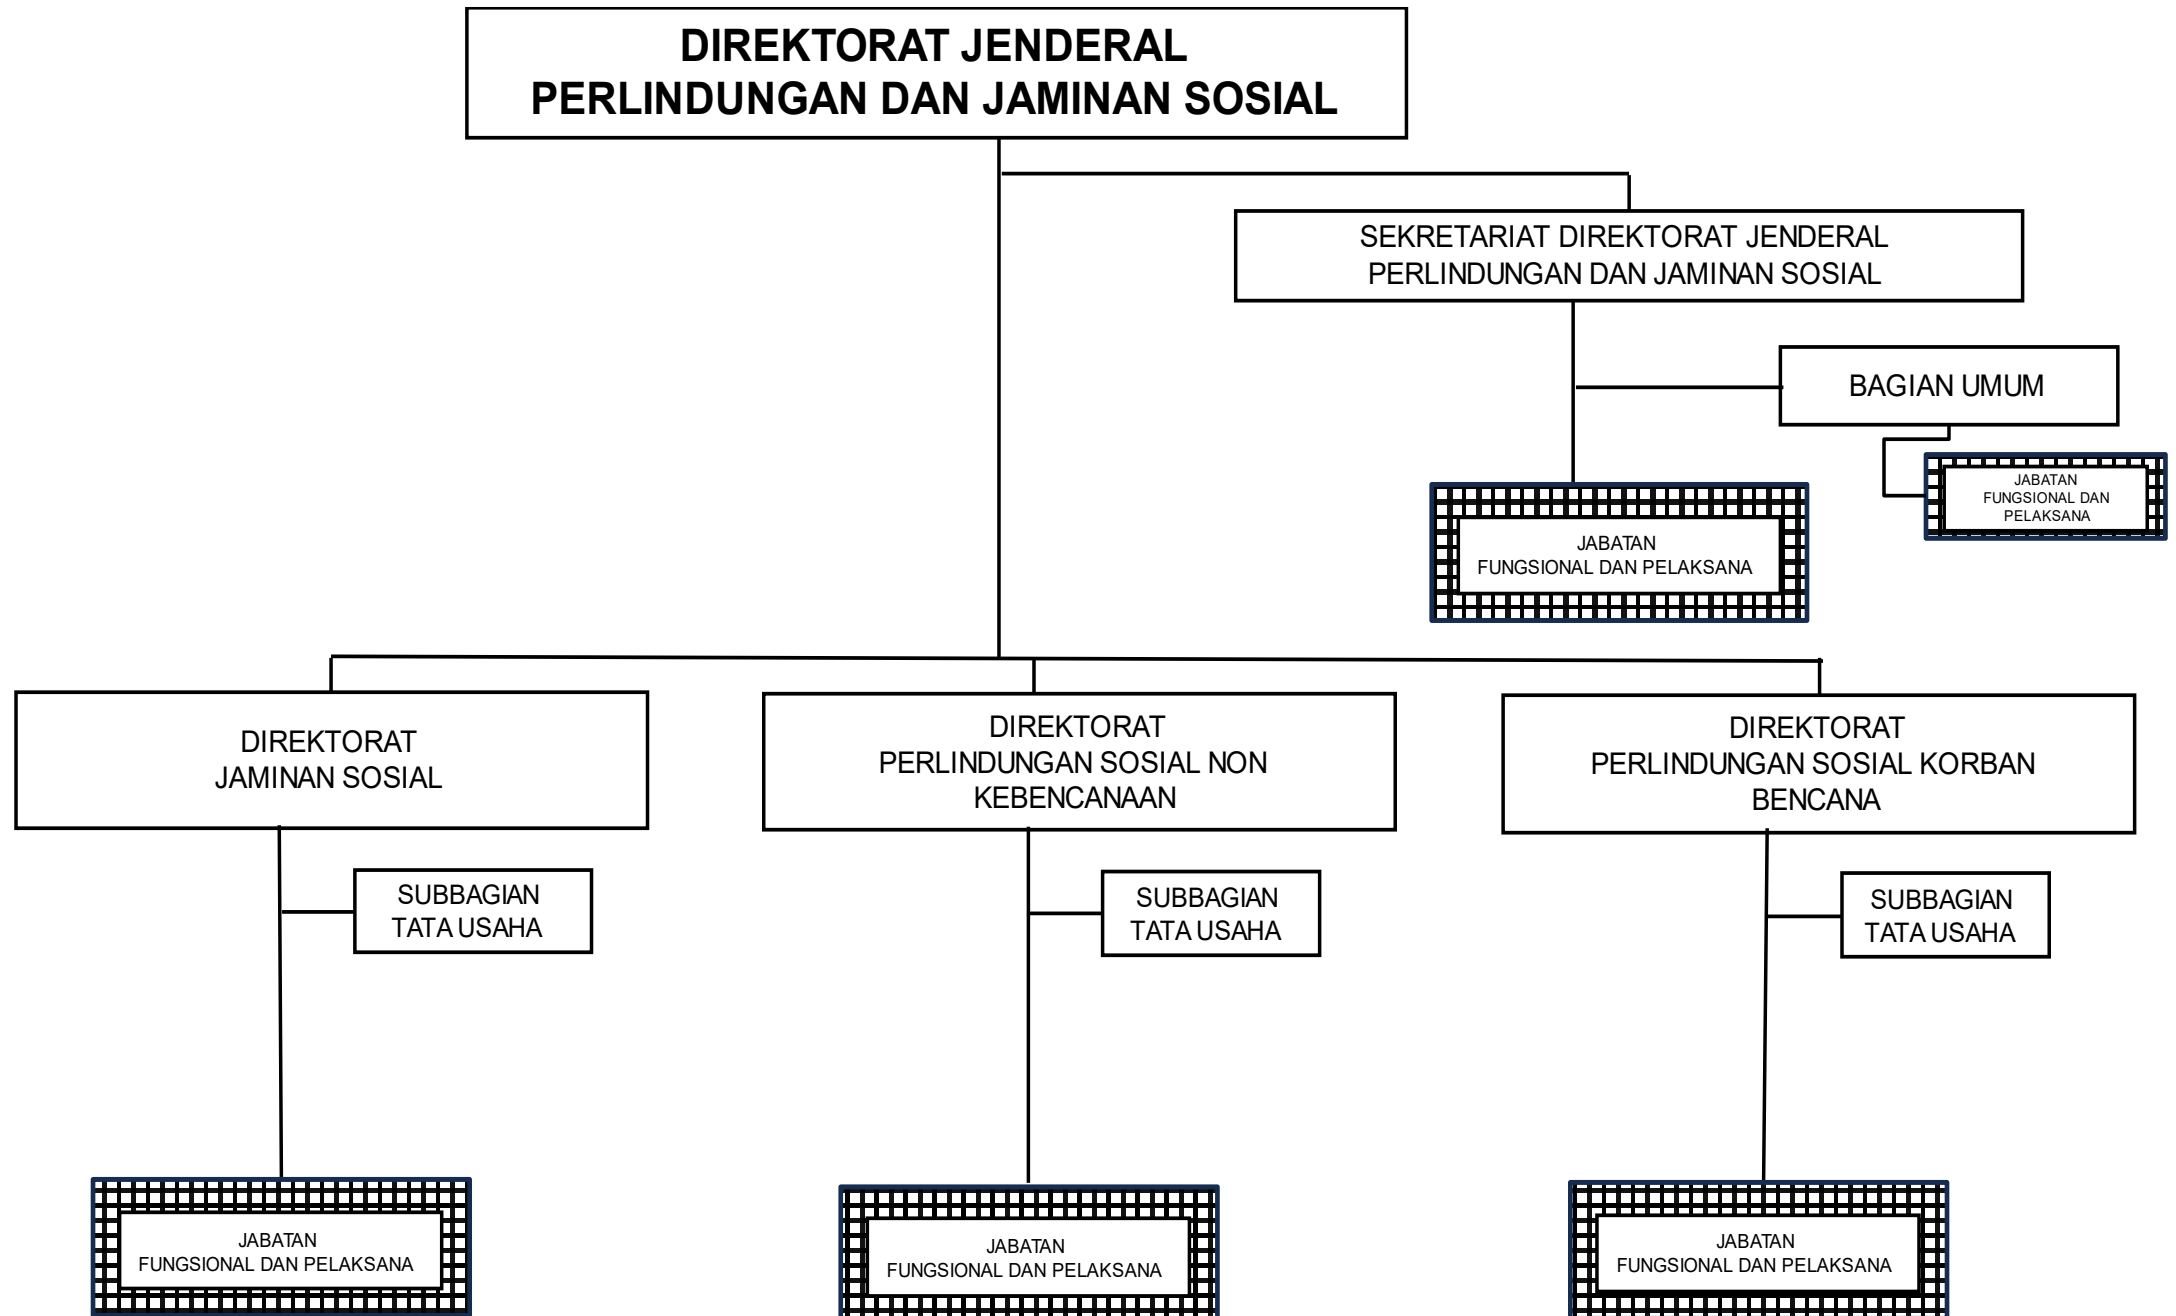 DIREKTORAT JENDERAL
PERLINDUNGAN DAN JAMINAN SOSIAL
SEKRETARIAT DIREKTORAT JENDERAL
PERLINDUNGAN DAN JAMINAN SOSIAL
BAGIAN UMUM
JABATAN
FUNGSIONAL DAN
PELAKSANA
JABATAN
FUNGSIONAL DAN PELAKSANA
DIREKTORAT
JAMINAN SOSIAL
DIREKTORAT
PERLINDUNGAN SOSIAL NON
KEBENCANAAN
DIREKTORAT
PERLINDUNGAN SOSIAL KORBAN
BENCANA
SUBBAGIAN
TATA USAHA
SUBBAGIAN
TATA USAHA
SUBBAGIAN
TATA USAHA
JABATAN
FUNGSIONAL DAN PELAKSANA
JABATAN
FUNGSIONAL DAN PELAKSANA
JABATAN
FUNGSIONAL DAN PELAKSANA